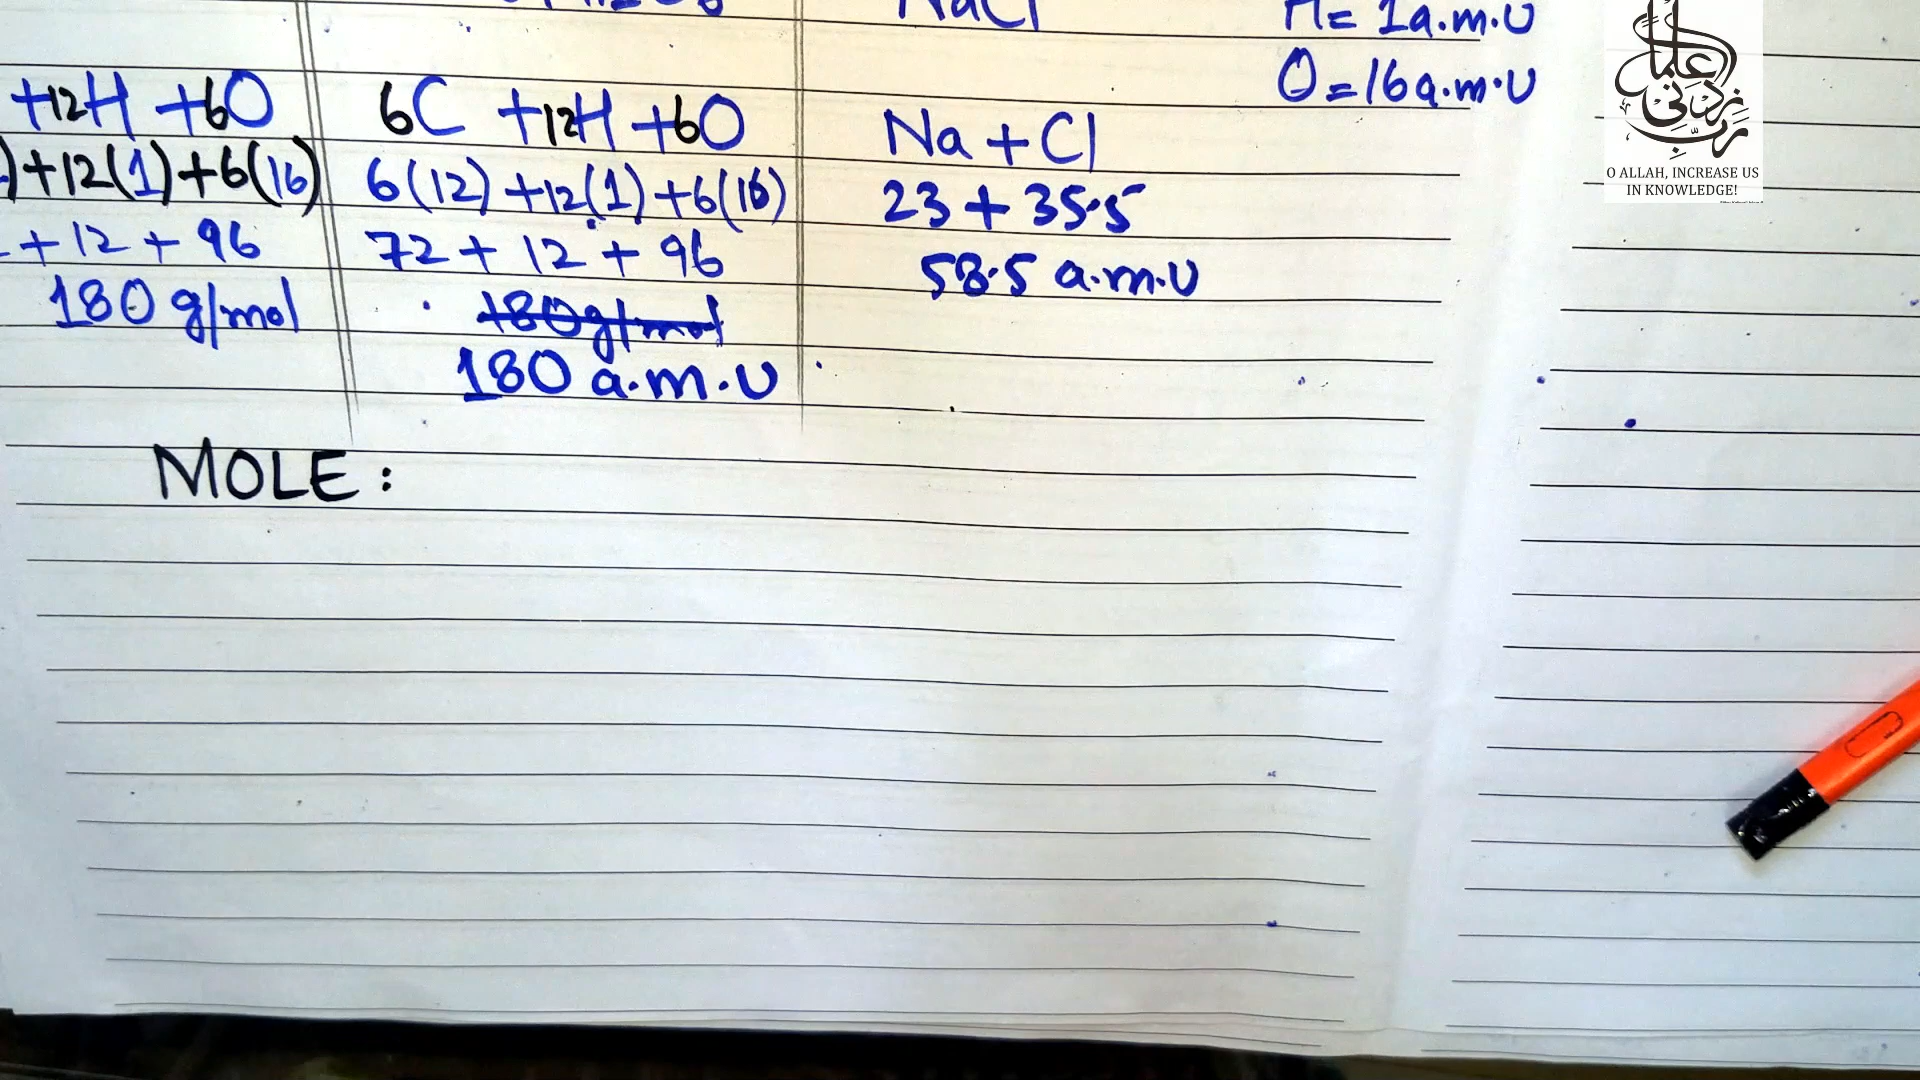 NaCl
H= 1a.m.u
O=16a.m.u
+12H +6O
)+12(1)+6(16)
+ 12 + 96
180 g/mol
6C +12H +6O
6(12) +12(1)+6(16)
72 + 12 + 96
180g/mol
180 a.m.u
Na + Cl
23 + 35.5
58.5 a.m.u
MOLE :
رَبِّ زِدْنِي عِلْمًا
O ALLAH, INCREASE US
IN KNOWLEDGE!